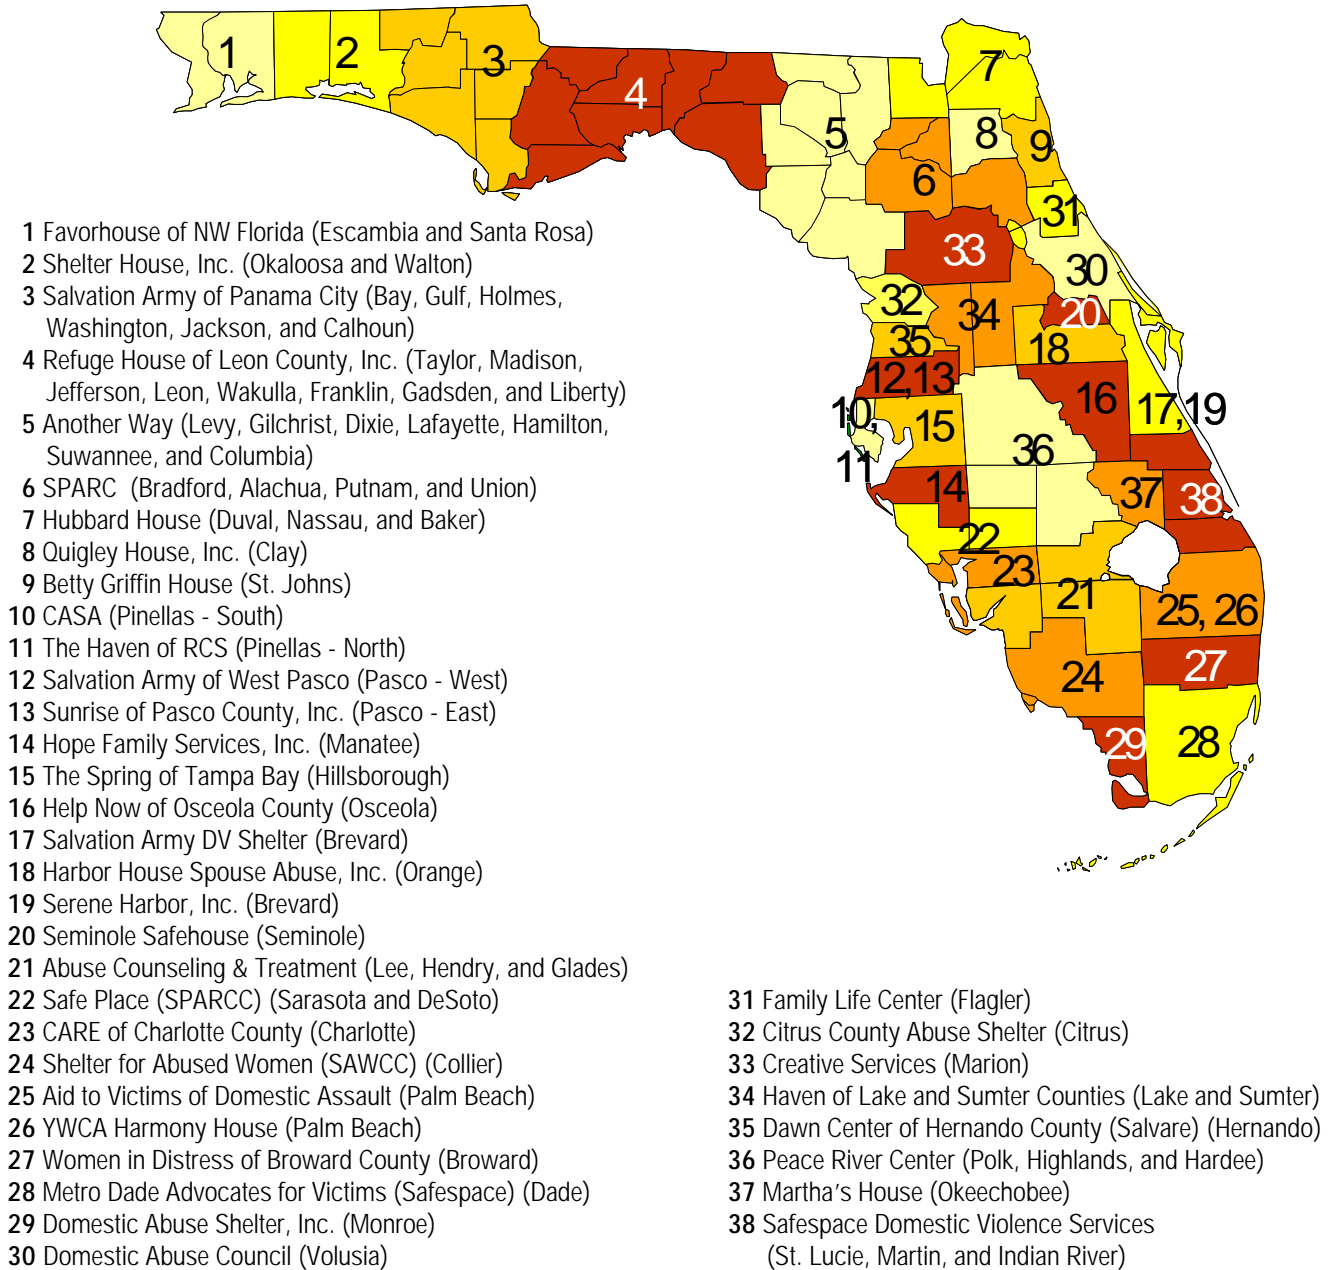 1
2
3
4
5
6
7
8
9
31
33
30
32
34
20
35
18
12,13
10,
11
15
16
17,19
36
14
37
38
22
23
21
25, 26
24
27
29
28
1 Favorhouse of NW Florida (Escambia and Santa Rosa)
2 Shelter House, Inc. (Okaloosa and Walton)
3 Salvation Army of Panama City (Bay, Gulf, Holmes,
Washington, Jackson, and Calhoun)
4 Refuge House of Leon County, Inc. (Taylor, Madison,
Jefferson, Leon, Wakulla, Franklin, Gadsden, and Liberty)
5 Another Way (Levy, Gilchrist, Dixie, Lafayette, Hamilton,
Suwannee, and Columbia)
6 SPARC (Bradford, Alachua, Putnam, and Union)
7 Hubbard House (Duval, Nassau, and Baker)
8 Quigley House, Inc. (Clay)
9 Betty Griffin House (St. Johns)
10 CASA (Pinellas - South)
11 The Haven of RCS (Pinellas - North)
12 Salvation Army of West Pasco (Pasco - West)
13 Sunrise of Pasco County, Inc. (Pasco - East)
14 Hope Family Services, Inc. (Manatee)
15 The Spring of Tampa Bay (Hillsborough)
16 Help Now of Osceola County (Osceola)
17 Salvation Army DV Shelter (Brevard)
18 Harbor House Spouse Abuse, Inc. (Orange)
19 Serene Harbor, Inc. (Brevard)
20 Seminole Safehouse (Seminole)
21 Abuse Counseling & Treatment (Lee, Hendry, and Glades)
22 Safe Place (SPARCC) (Sarasota and DeSoto)
23 CARE of Charlotte County (Charlotte)
24 Shelter for Abused Women (SAWCC) (Collier)
25 Aid to Victims of Domestic Assault (Palm Beach)
26 YWCA Harmony House (Palm Beach)
27 Women in Distress of Broward County (Broward)
28 Metro Dade Advocates for Victims (Safespace) (Dade)
29 Domestic Abuse Shelter, Inc. (Monroe)
30 Domestic Abuse Council (Volusia)
31 Family Life Center (Flagler)
32 Citrus County Abuse Shelter (Citrus)
33 Creative Services (Marion)
34 Haven of Lake and Sumter Counties (Lake and Sumter)
35 Dawn Center of Hernando County (Salvare) (Hernando)
36 Peace River Center (Polk, Highlands, and Hardee)
37 Martha's House (Okeechobee)
38 Safespace Domestic Violence Services
(St. Lucie, Martin, and Indian River)